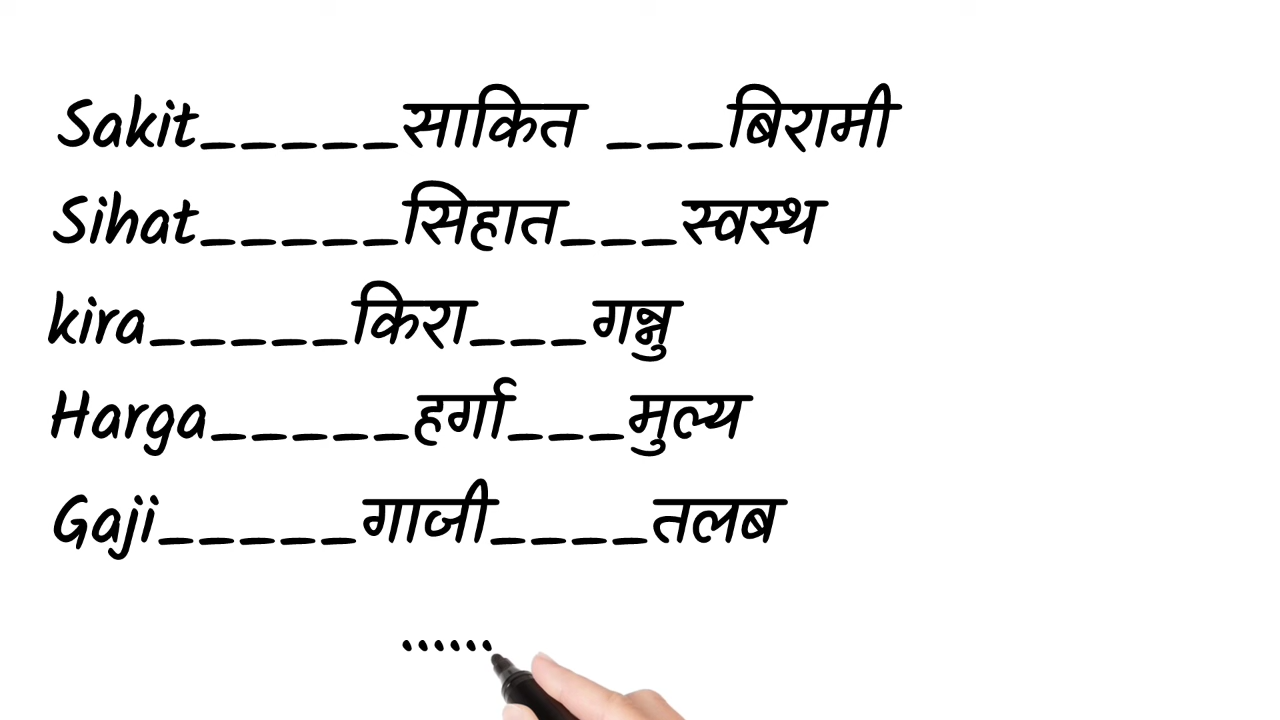 Sakit_____साकित ___बिरामी
Sihat_____सिहात___स्वस्थ
kira_____किरा___गन्नु
Harga_____हर्गा___मुल्य
Gaji_____गाजी____तलब
......